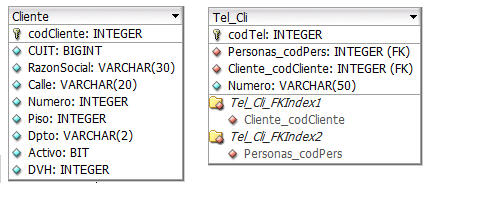 Cliente
codCliente: INTEGER
CUIT: BIGINT
RazonSocial: VARCHAR(30)
Calle: VARCHAR(20)
Numero: INTEGER
Piso: INTEGER
Dpto: VARCHAR(2)
Activo: BIT
DVH: INTEGER
Tel_Cli
codTel: INTEGER
Personas_codPers: INTEGER (FK)
Cliente_codCliente: INTEGER (FK)
Numero: VARCHAR(50)
Tel_Cli_FKIndex1
Cliente_codCliente
Tel_Cli_FKIndex2
Personas_codPers